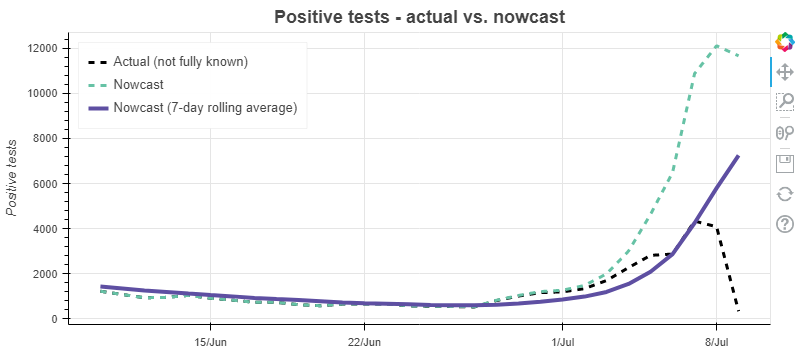 Positive tests - actual vs. nowcast
Actual (not fully known)
Nowcast
Nowcast (7-day rolling average)
Positive tests
12000
10000
8000
6000
4000
2000
0
15/Jun
22/Jun
1/Jul
8/Jul